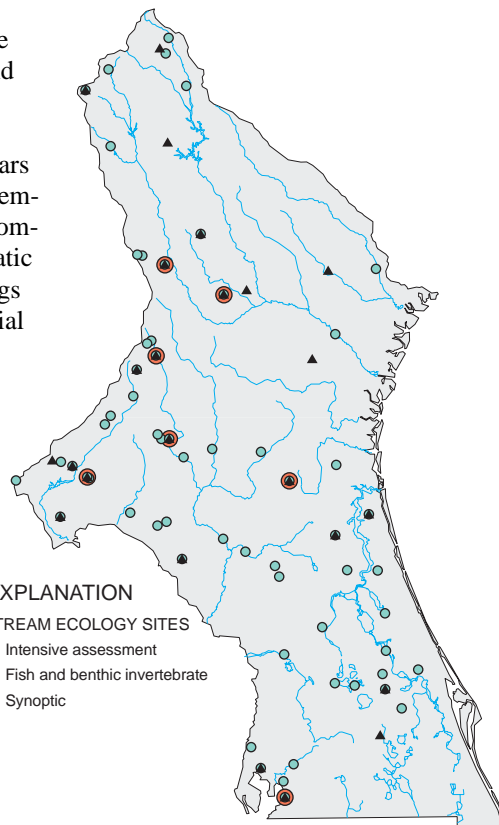 e
d
ars
em-
om-
atic
gs
ial
XPLANATION
TREAM ECOLOGY SITES
Intensive assessment
Fish and benthic invertebrate
Synoptic